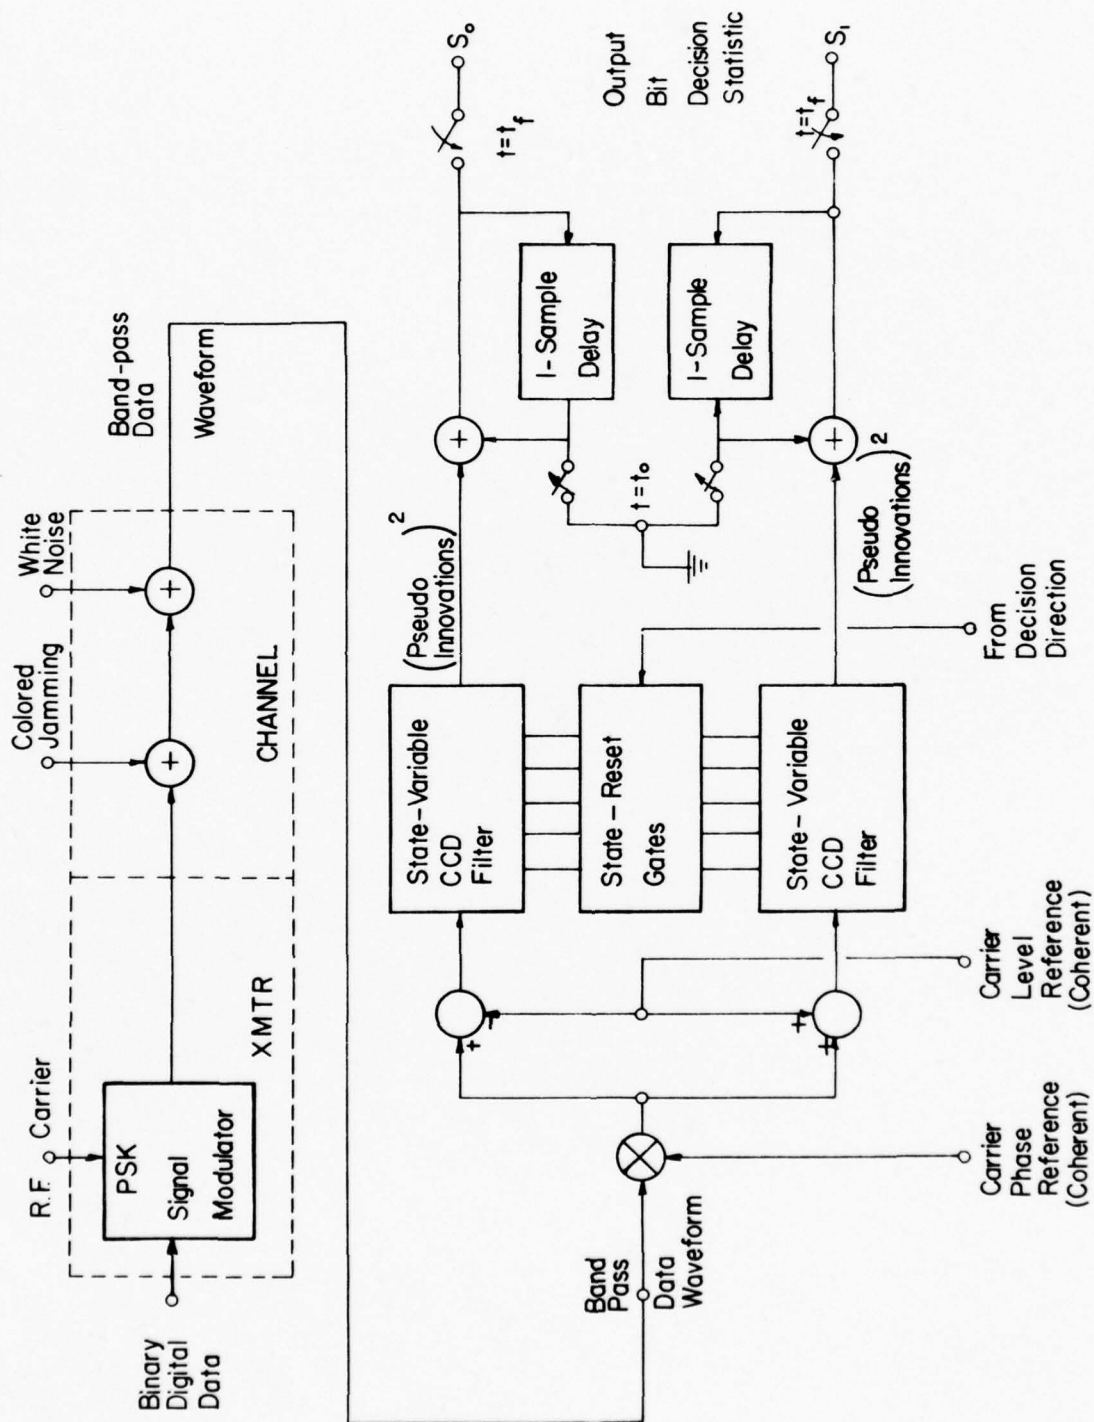 Binary
Digital
Data
R.F. Carrier
PSK
Signal
Modulator
XMTR
Colored
Jamming
White
Noise
CHANNEL
Band-pass
Data
Waveform
Band
Pass
Data
Waveform
Carrier
Phase
Reference
(Coherent)
+
-
+
+
Carrier
Level
Reference
(Coherent)
State-Variable
CCD
Filter
State-Reset
Gates
State-Variable
CCD
Filter
From
Decision
Direction
(Pseudo
Innovations)2
(Pseudo
Innovations)2
+
+
+
+
t=to
1-Sample
Delay
1-Sample
Delay
t=tf
t=tf
So
Output
Bit Decision
Statistic
S1